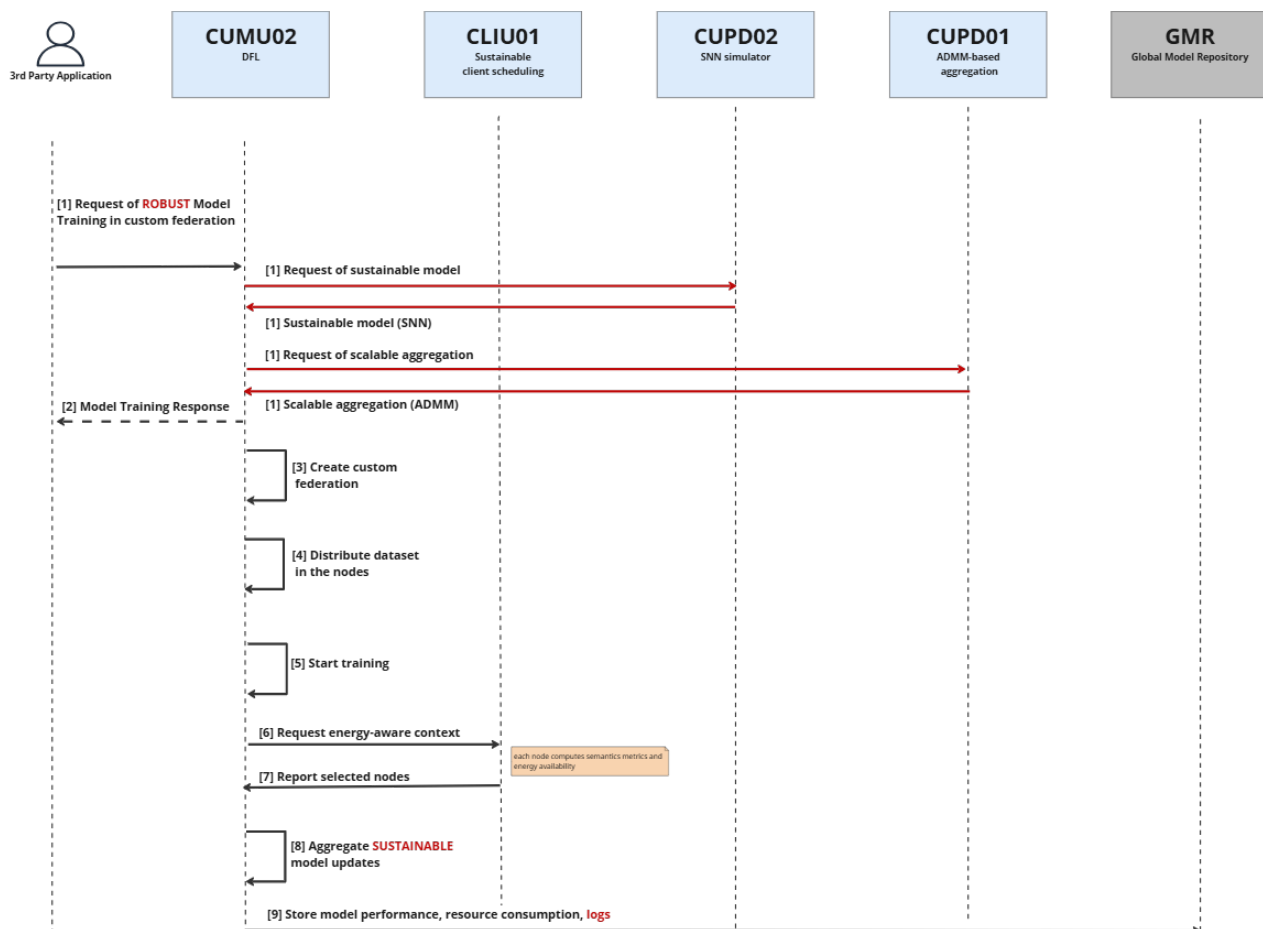 3rd Party Application
CUMU02
DFL
CLIU01
Sustainable
client scheduling
CUPD02
SNN simulator
CUPD01
ADMM-based
aggregation
GMR
Global Model Repository
[1] Request of ROBUST Model
Training in custom federation
[1] Request of sustainable model
[1] Sustainable model (SNN)
[1] Request of scalable aggregation
[1] Scalable aggregation (ADMM)
[2] Model Training Response
[3] Create custom
federation
[4] Distribute dataset
in the nodes
[5] Start training
[6] Request energy-aware context
each node computes semantics metrics and
energy availability
[7] Report selected nodes
[8] Aggregate SUSTAINABLE
model updates
[9] Store model performance, resource consumption, logs